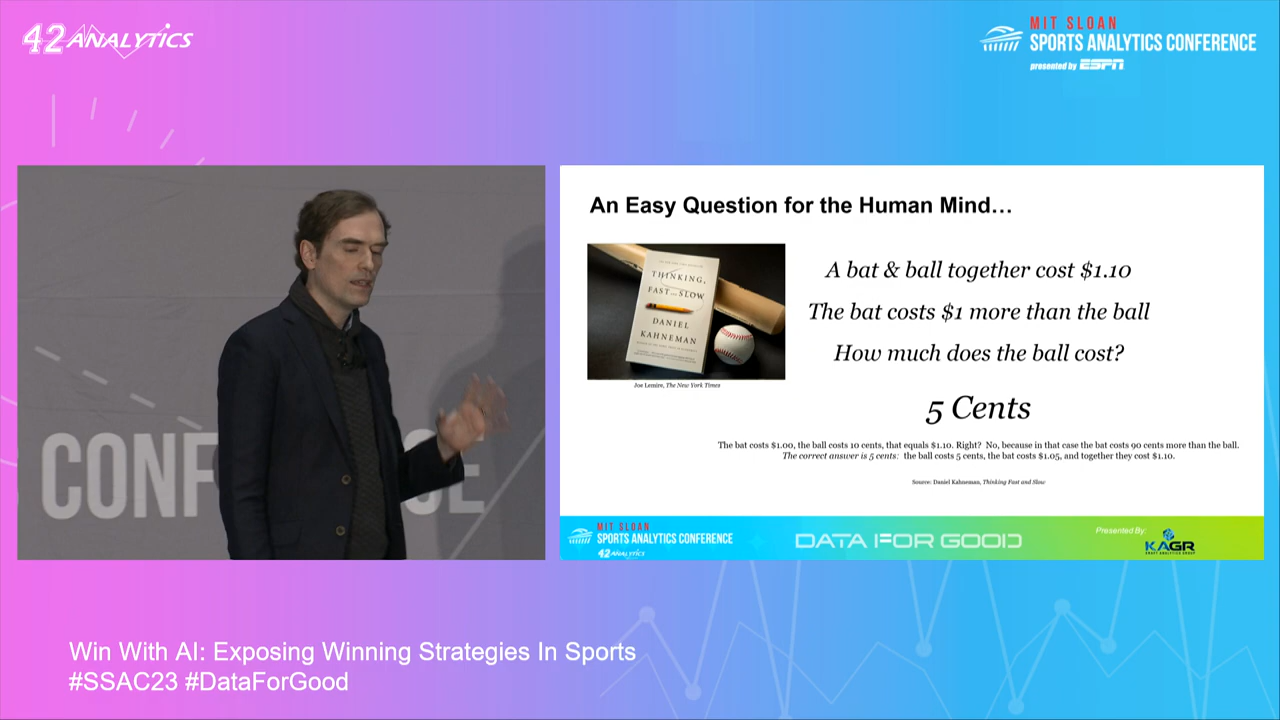 42 ANALYTICS
MIT SLOAN
SPORTS ANALYTICS CONFERENCE
presented by ESPN
CONF
CE
An Easy Question for the Human Mind…
THINKING,
FAST AND SLOW
DANIEL
KAHNEMAN
Joe Lemire, The New York Times
A bat & ball together cost $1.10
The bat costs $1 more than the ball
How much does the ball cost?
5 Cents
The bat costs $1.00, the ball costs 10 cents, that equals $1.10. Right? No, because in that case the bat costs 90 cents more than the ball.
The correct answer is 5 cents: the ball costs 5 cents, the bat costs $1.05, and together they cost $1.10.
Source: Daniel Kahneman, Thinking Fast and Slow
MIT SLOAN
SPORTS ANALYTICS CONFERENCE
42 ANALYTICS
DATA FOR GOOD
Presented By:
KAGR
KRAFT ANALYTICS GROUP
Win With AI: Exposing Winning Strategies In Sports
#SSAC23 #DataForGood